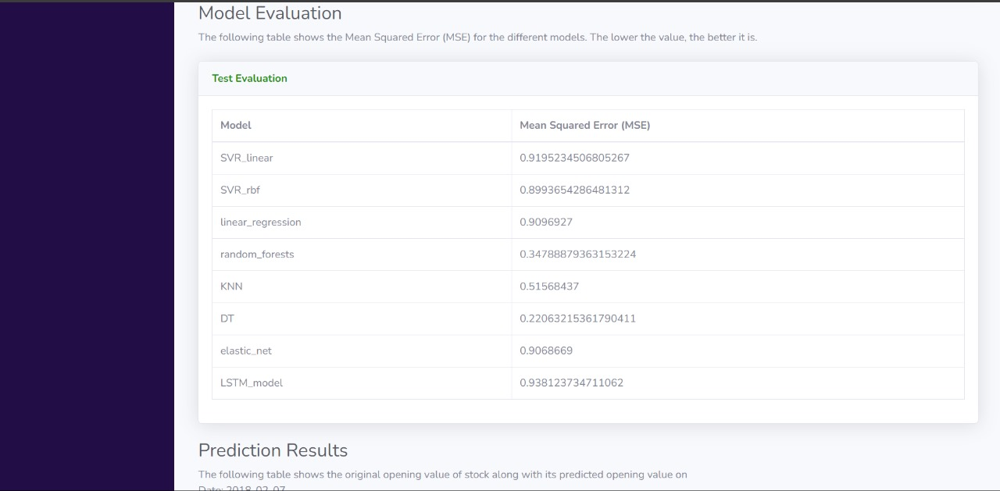 Model Evaluation
The following table shows the Mean Squared Error (MSE) for the different models. The lower the value, the better it is.
Test Evaluation
Model Mean Squared Error (MSE)
SVR_linear 0.9195234506805267
SVR_rbf 0.8993654286481312
linear_regression 0.9096927
random_forests 0.34788879363153224
KNN 0.51568437
DT 0.22063215361790411
elastic_net 0.9068669
LSTM_model 0.938123734711062
Prediction Results
The following table shows the original opening value of stock along with its predicted opening value on
Date: 2018-02-07